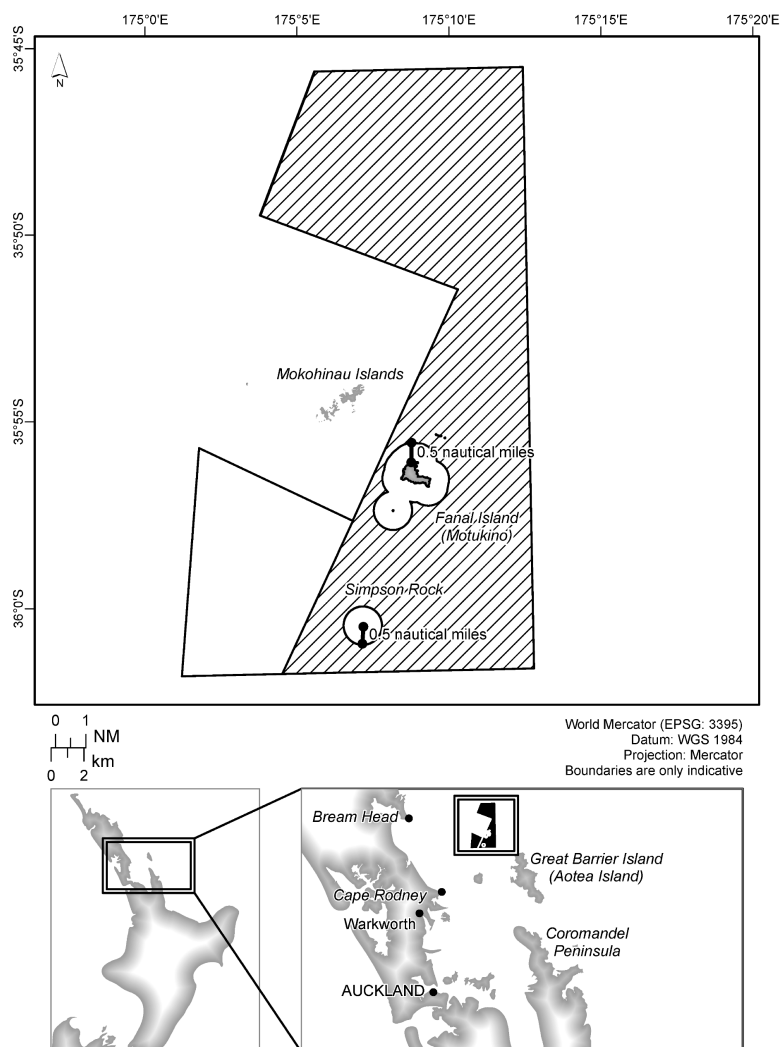 175°0'E 175°5'E 175°10'E 175°15'E 175°20'E
35°45'S
N
35°50'S
Mokohinau Islands
35°55'S
0.5 nautical miles
Fanal Island
(Motukino)
Simpson Rock
36°0'S
0.5 nautical miles
0 1
NM
km
0 2
World Mercator (EPSG: 3395)
Datum: WGS 1984
Projection: Mercator
Boundaries are only indicative
Bream Head
Great Barrier Island
(Aotea Island)
Cape Rodney
Warkworth
Coromandel
Peninsula
AUCKLAND